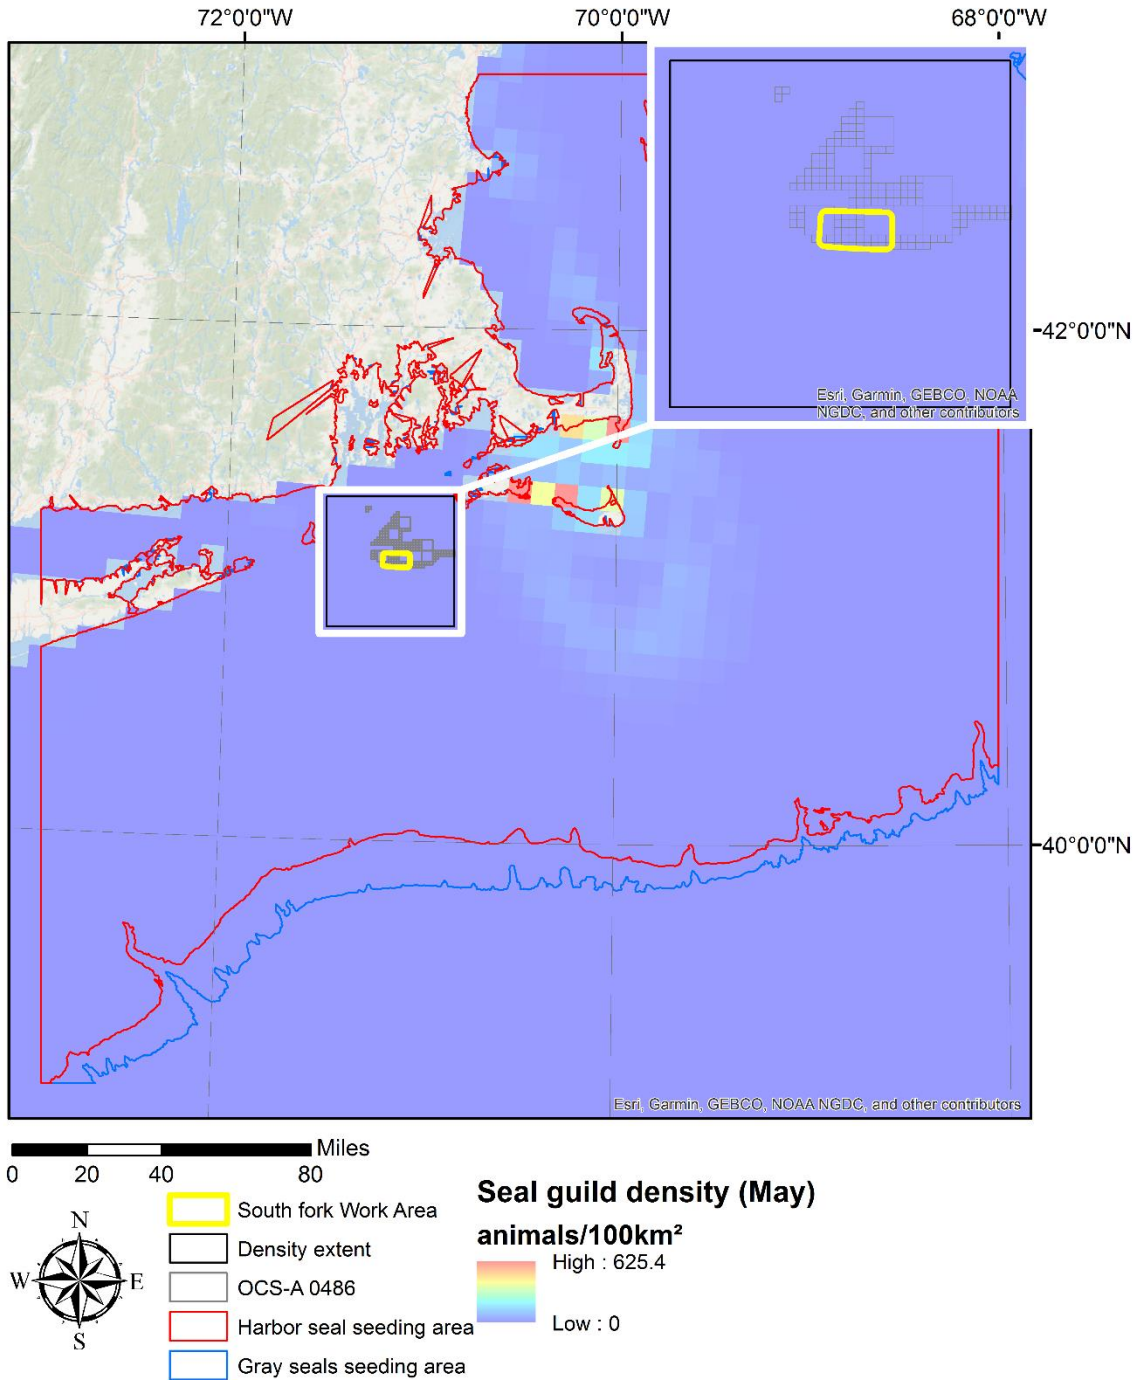 72°0'0"W 70°0'0"W 68°0'0"W
42°0'0"N
Esri, Garmin, GEBCO, NOAA
NGDC, and other contributors
40°0'0"N
Esri, Garmin, GEBCO, NOAA NGDC, and other contributors
Miles
0 20 40 80
N
W E
S
South fork Work Area
Density extent
OCS-A 0486
Harbor seal seeding area
Gray seals seeding area
Seal guild density (May)
animals/100km²
High : 625.4
Low : 0